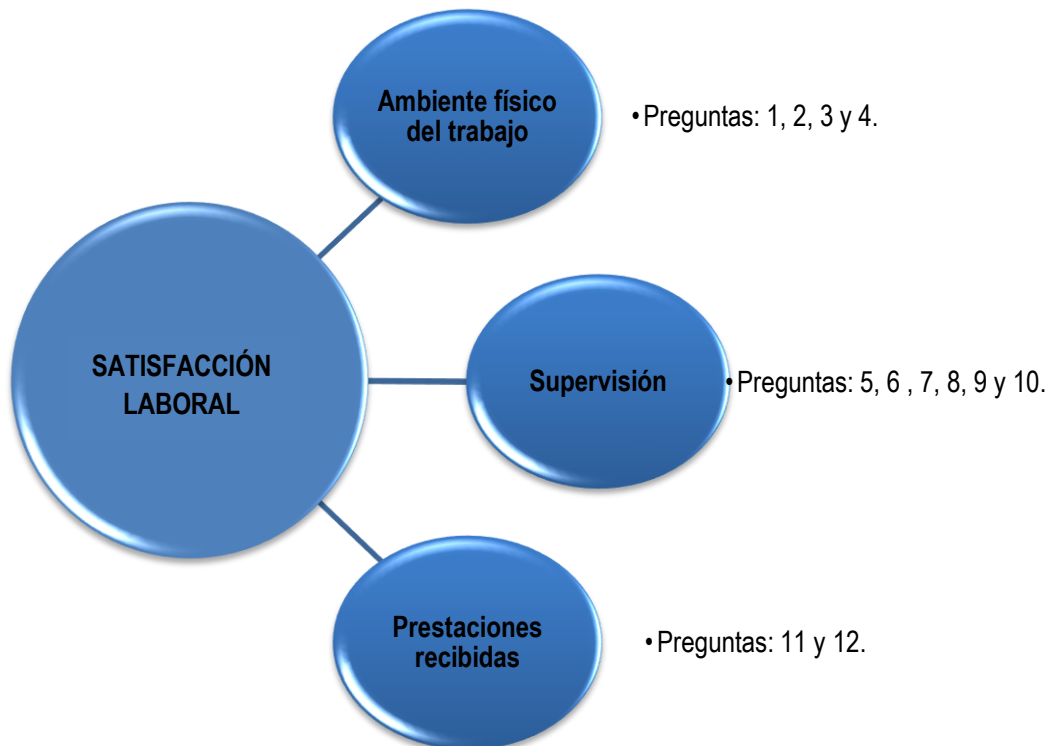 Ambiente físico
del trabajo
•Preguntas: 1, 2, 3 y 4.
SATISFACCIÓN
LABORAL
Supervisión
•Preguntas: 5, 6 , 7, 8, 9 y 10.
Prestaciones
recibidas
•Preguntas: 11 y 12.